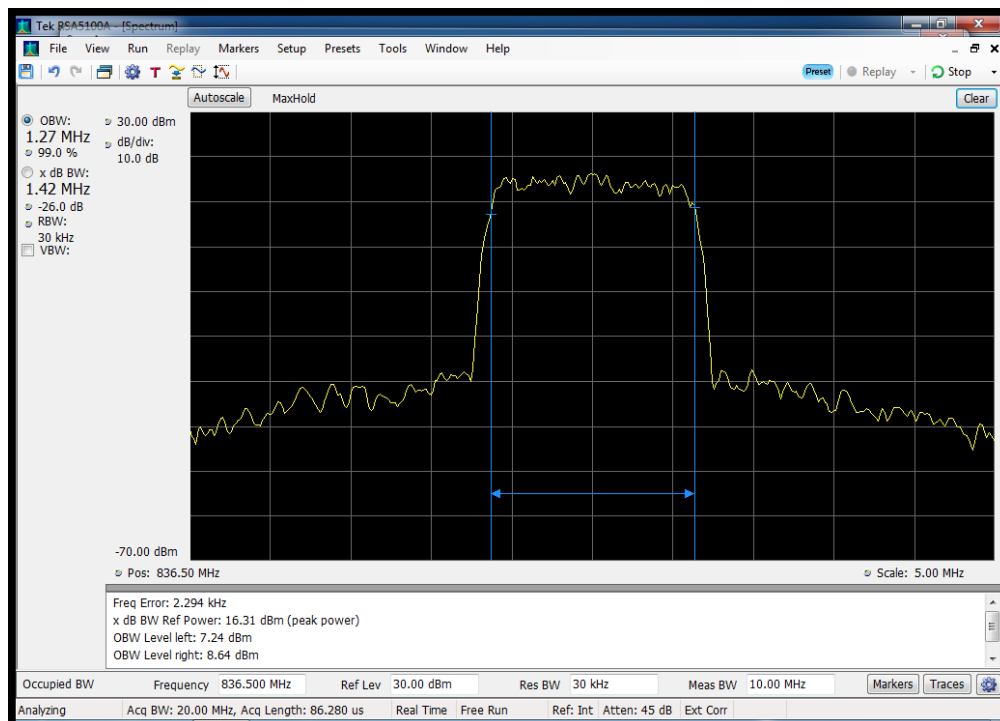 Tek RSA5100A - [Spectrum]
File View Run Replay Markers Setup Presets Tools Window Help
T Preset Replay Stop
Autoscale MaxHold Clear
OBW: 30.00 dBm
1.27 MHz dB/div:
99.0 % 10.0 dB
x dB BW:
1.42 MHz
-26.0 dB
RBW:
30 kHz
VBW:
-70.00 dBm
Pos: 836.50 MHz Scale: 5.00 MHz
Freq Error: 2.294 kHz
x dB BW Ref Power: 16.31 dBm (peak power)
OBW Level left: 7.24 dBm
OBW Level right: 8.64 dBm
Occupied BW Frequency 836.500 MHz Ref Lev 30.00 dBm Res BW 30 kHz Meas BW 10.00 MHz Markers Traces
Analyzing Acq BW: 20.00 MHz, Acq Length: 86.280 us Real Time Free Run Ref: Int Atten: 45 dB Ext Corr